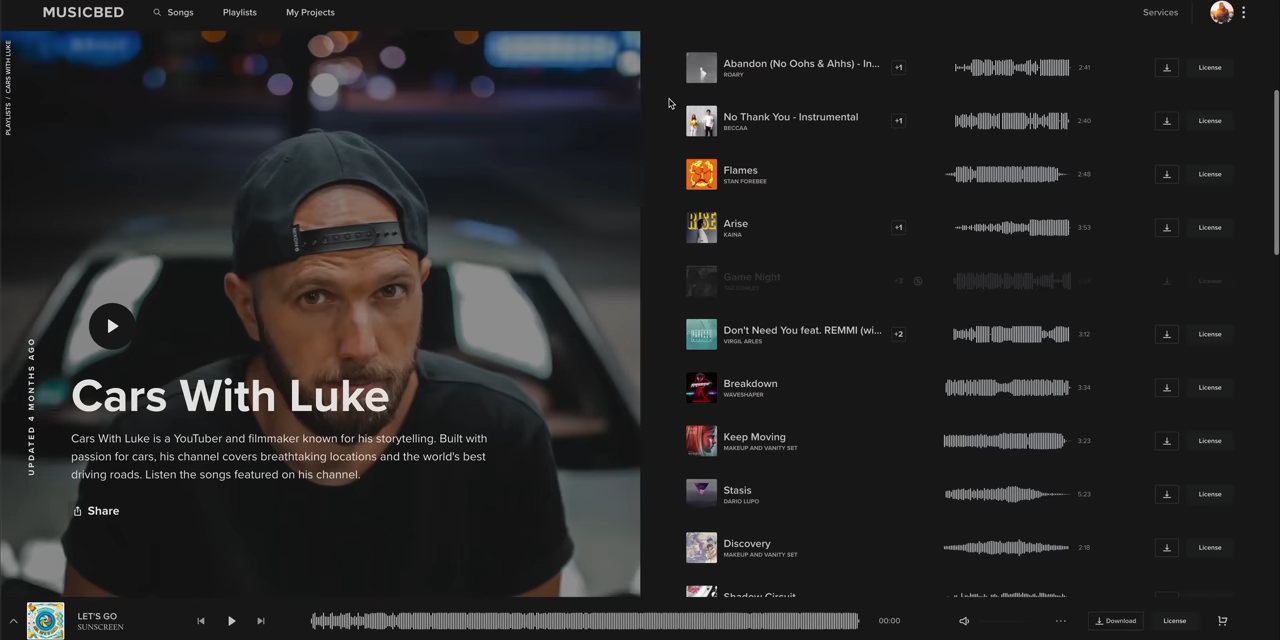 MUSICBED
Songs
Playlists
My Projects
Services
PLAYLISTS / CARS WITH LUKE
UPDATED 4 MONTHS AGO
Cars With Luke
Cars With Luke is a YouTuber and filmmaker known for his storytelling. Built with
passion for cars, his channel covers breathtaking locations and the world's best
driving roads. Listen the songs featured on his channel.
Share
Abandon (No Oohs & Ahhs) - In... +1 2:41 License
ROARY
No Thank You - Instrumental +1 2:40 License
BECCAA
Flames 2:48 License
STAN FOREBEE
RISE
Arise +1 3:53 License
KAINA
Game Night +3 License
Don't Need You feat. REMMI (wi... +2 3:12 License
VIRGIL ARLES
Breakdown 3:34 License
WAVESHAPER
Keep Moving 3:23 License
MAKEUP AND VANITY SET
Stasis 5:23 License
DARIO LUPO
Discovery 2:18 License
MAKEUP AND VANITY SET
Shadow Circuit
LET'S GO
SUNSCREEN
00:00
Download
License